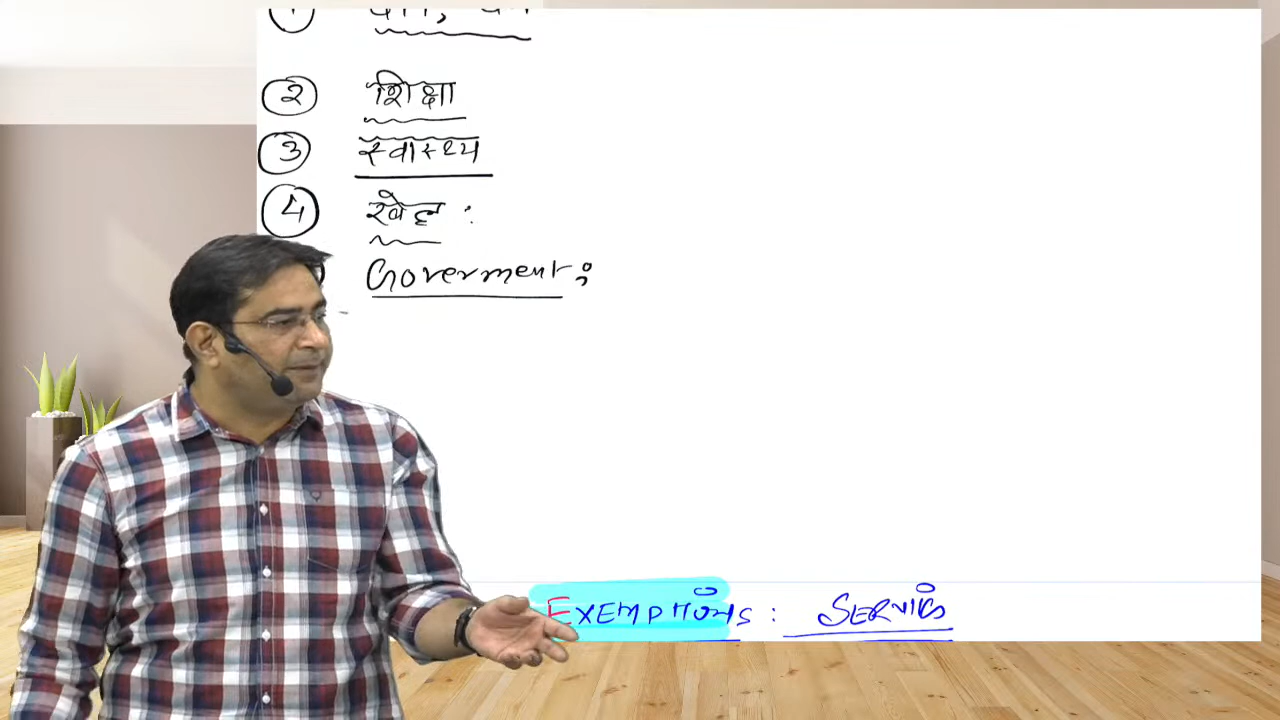 2 शिक्षा
3 स्वास्थ्य
4 खेल :
Goverment :
EXEMPTIONS : SERVICES